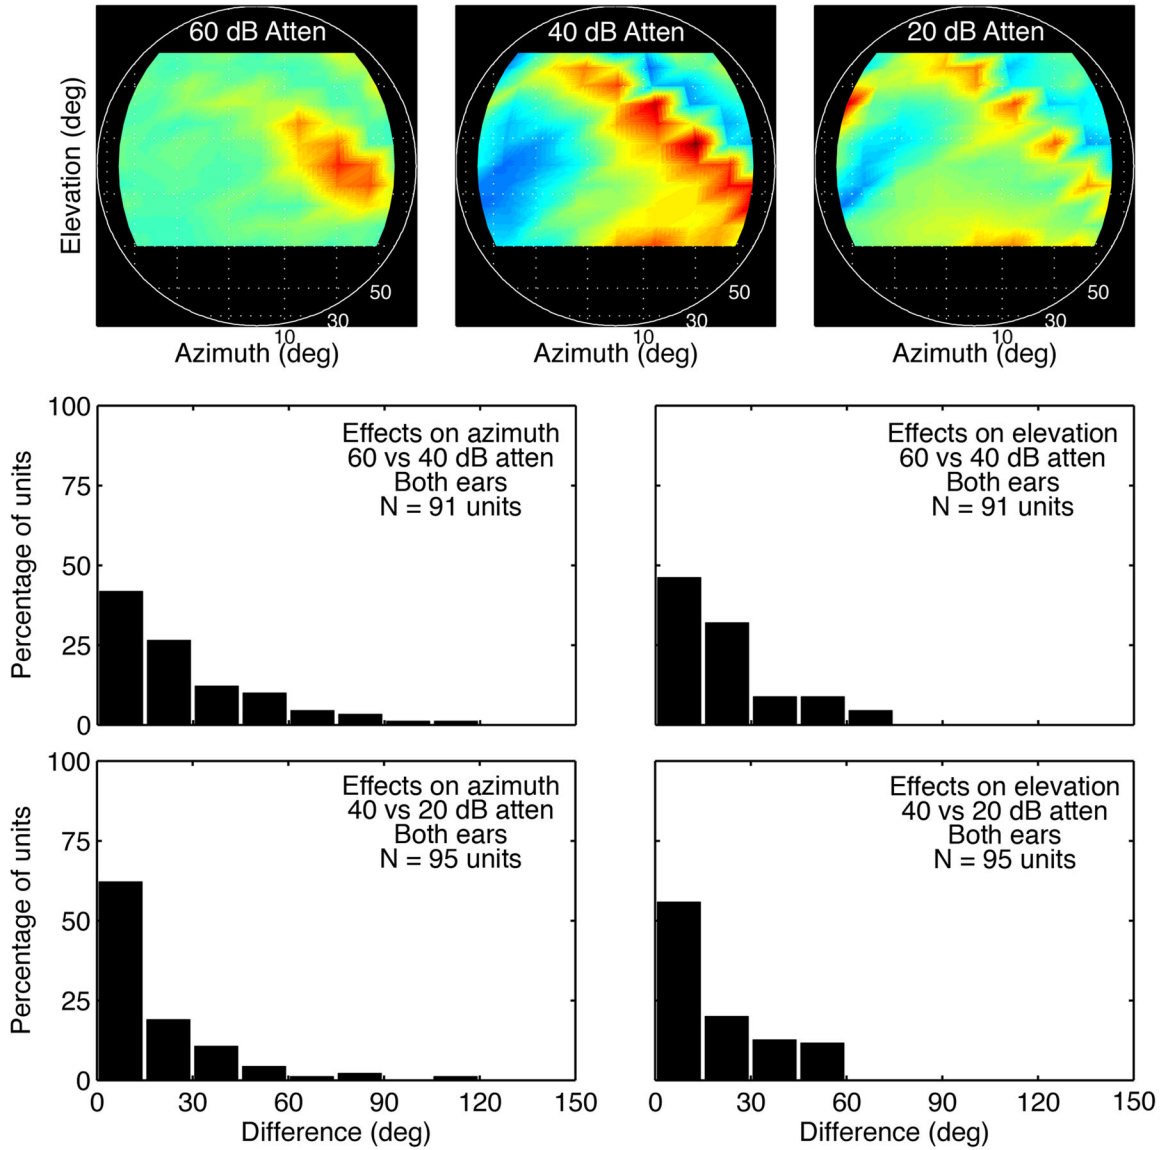 60 dB Atten
40 dB Atten
20 dB Atten
Elevation (deg)
50
30
10
50
30
10
50
30
10
Azimuth (deg)
Azimuth (deg)
Azimuth (deg)
100
75
50
25
0
Percentage of units
Effects on azimuth
60 vs 40 dB atten
Both ears
N = 91 units
Effects on elevation
60 vs 40 dB atten
Both ears
N = 91 units
100
75
50
25
0
Percentage of units
Effects on azimuth
40 vs 20 dB atten
Both ears
N = 95 units
Effects on elevation
40 vs 20 dB atten
Both ears
N = 95 units
0 30 60 90 120 150
Difference (deg)
0 30 60 90 120 150
Difference (deg)